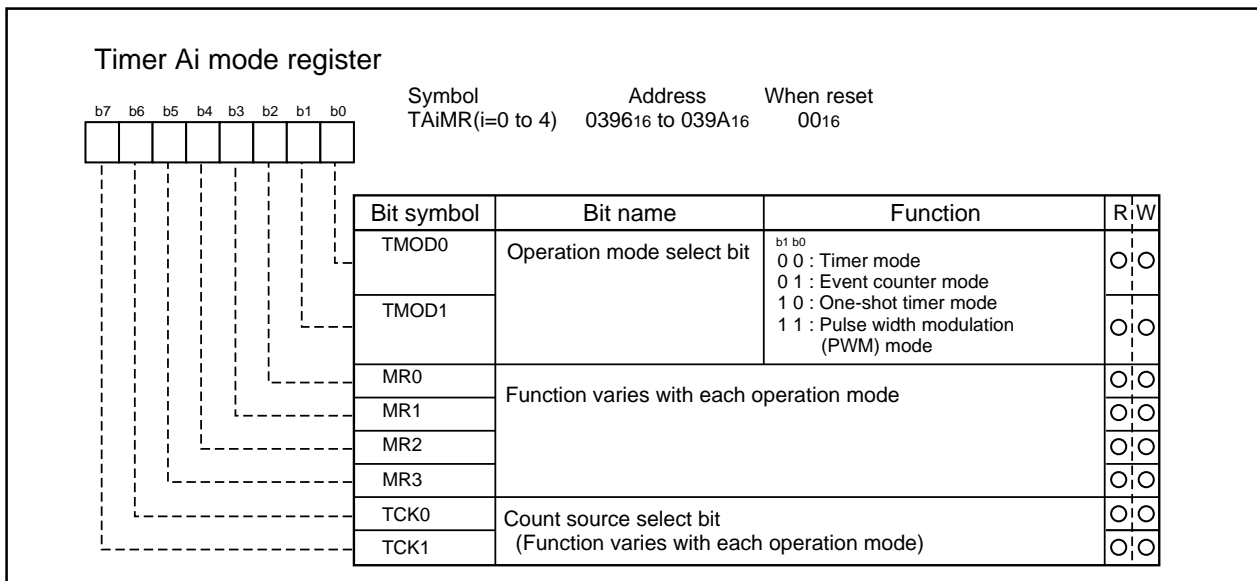 Timer Ai mode register
Symbol Address When reset
TAiMR(i=0 to 4) 039616 to 039A16 0016
b7 b6 b5 b4 b3 b2 b1 b0
Bit symbol Bit name Function R W
TMOD0 Operation mode select bit b1 b0
0 0 : Timer mode
0 1 : Event counter mode
TMOD1 1 0 : One-shot timer mode
1 1 : Pulse width modulation
(PWM) mode
MR0 Function varies with each operation mode
MR1
MR2
MR3
TCK0 Count source select bit
TCK1 (Function varies with each operation mode)